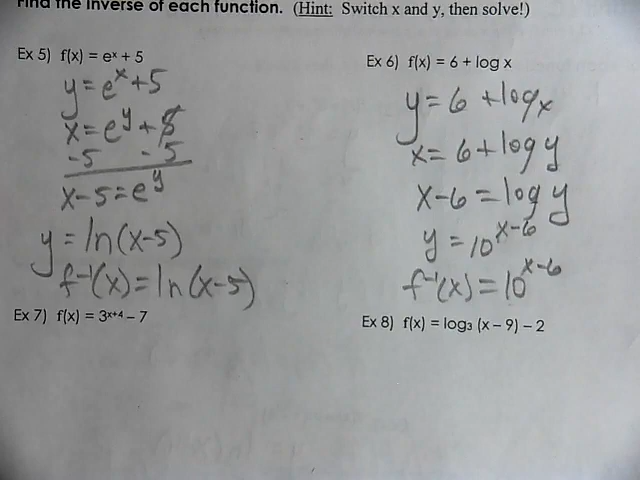 Find the Inverse of each function. (Hint: Switch x and y, then solve!)
Ex 5) f(x) = eˣ + 5
y = eˣ + 5
x = eʸ + 5
-5 -5
x-5 = eʸ
y = ln(x-5)
f⁻¹(x) = ln(x-5)
Ex 6) f(x) = 6 + log x
y = 6 + log x
x = 6 + log y
x-6 = log y
y = 10ˣ⁻⁶
f⁻¹(x) = 10ˣ⁻⁶
Ex 7) f(x) = 3ˣ⁺⁴ – 7
Ex 8) f(x) = log₃ (x – 9) – 2